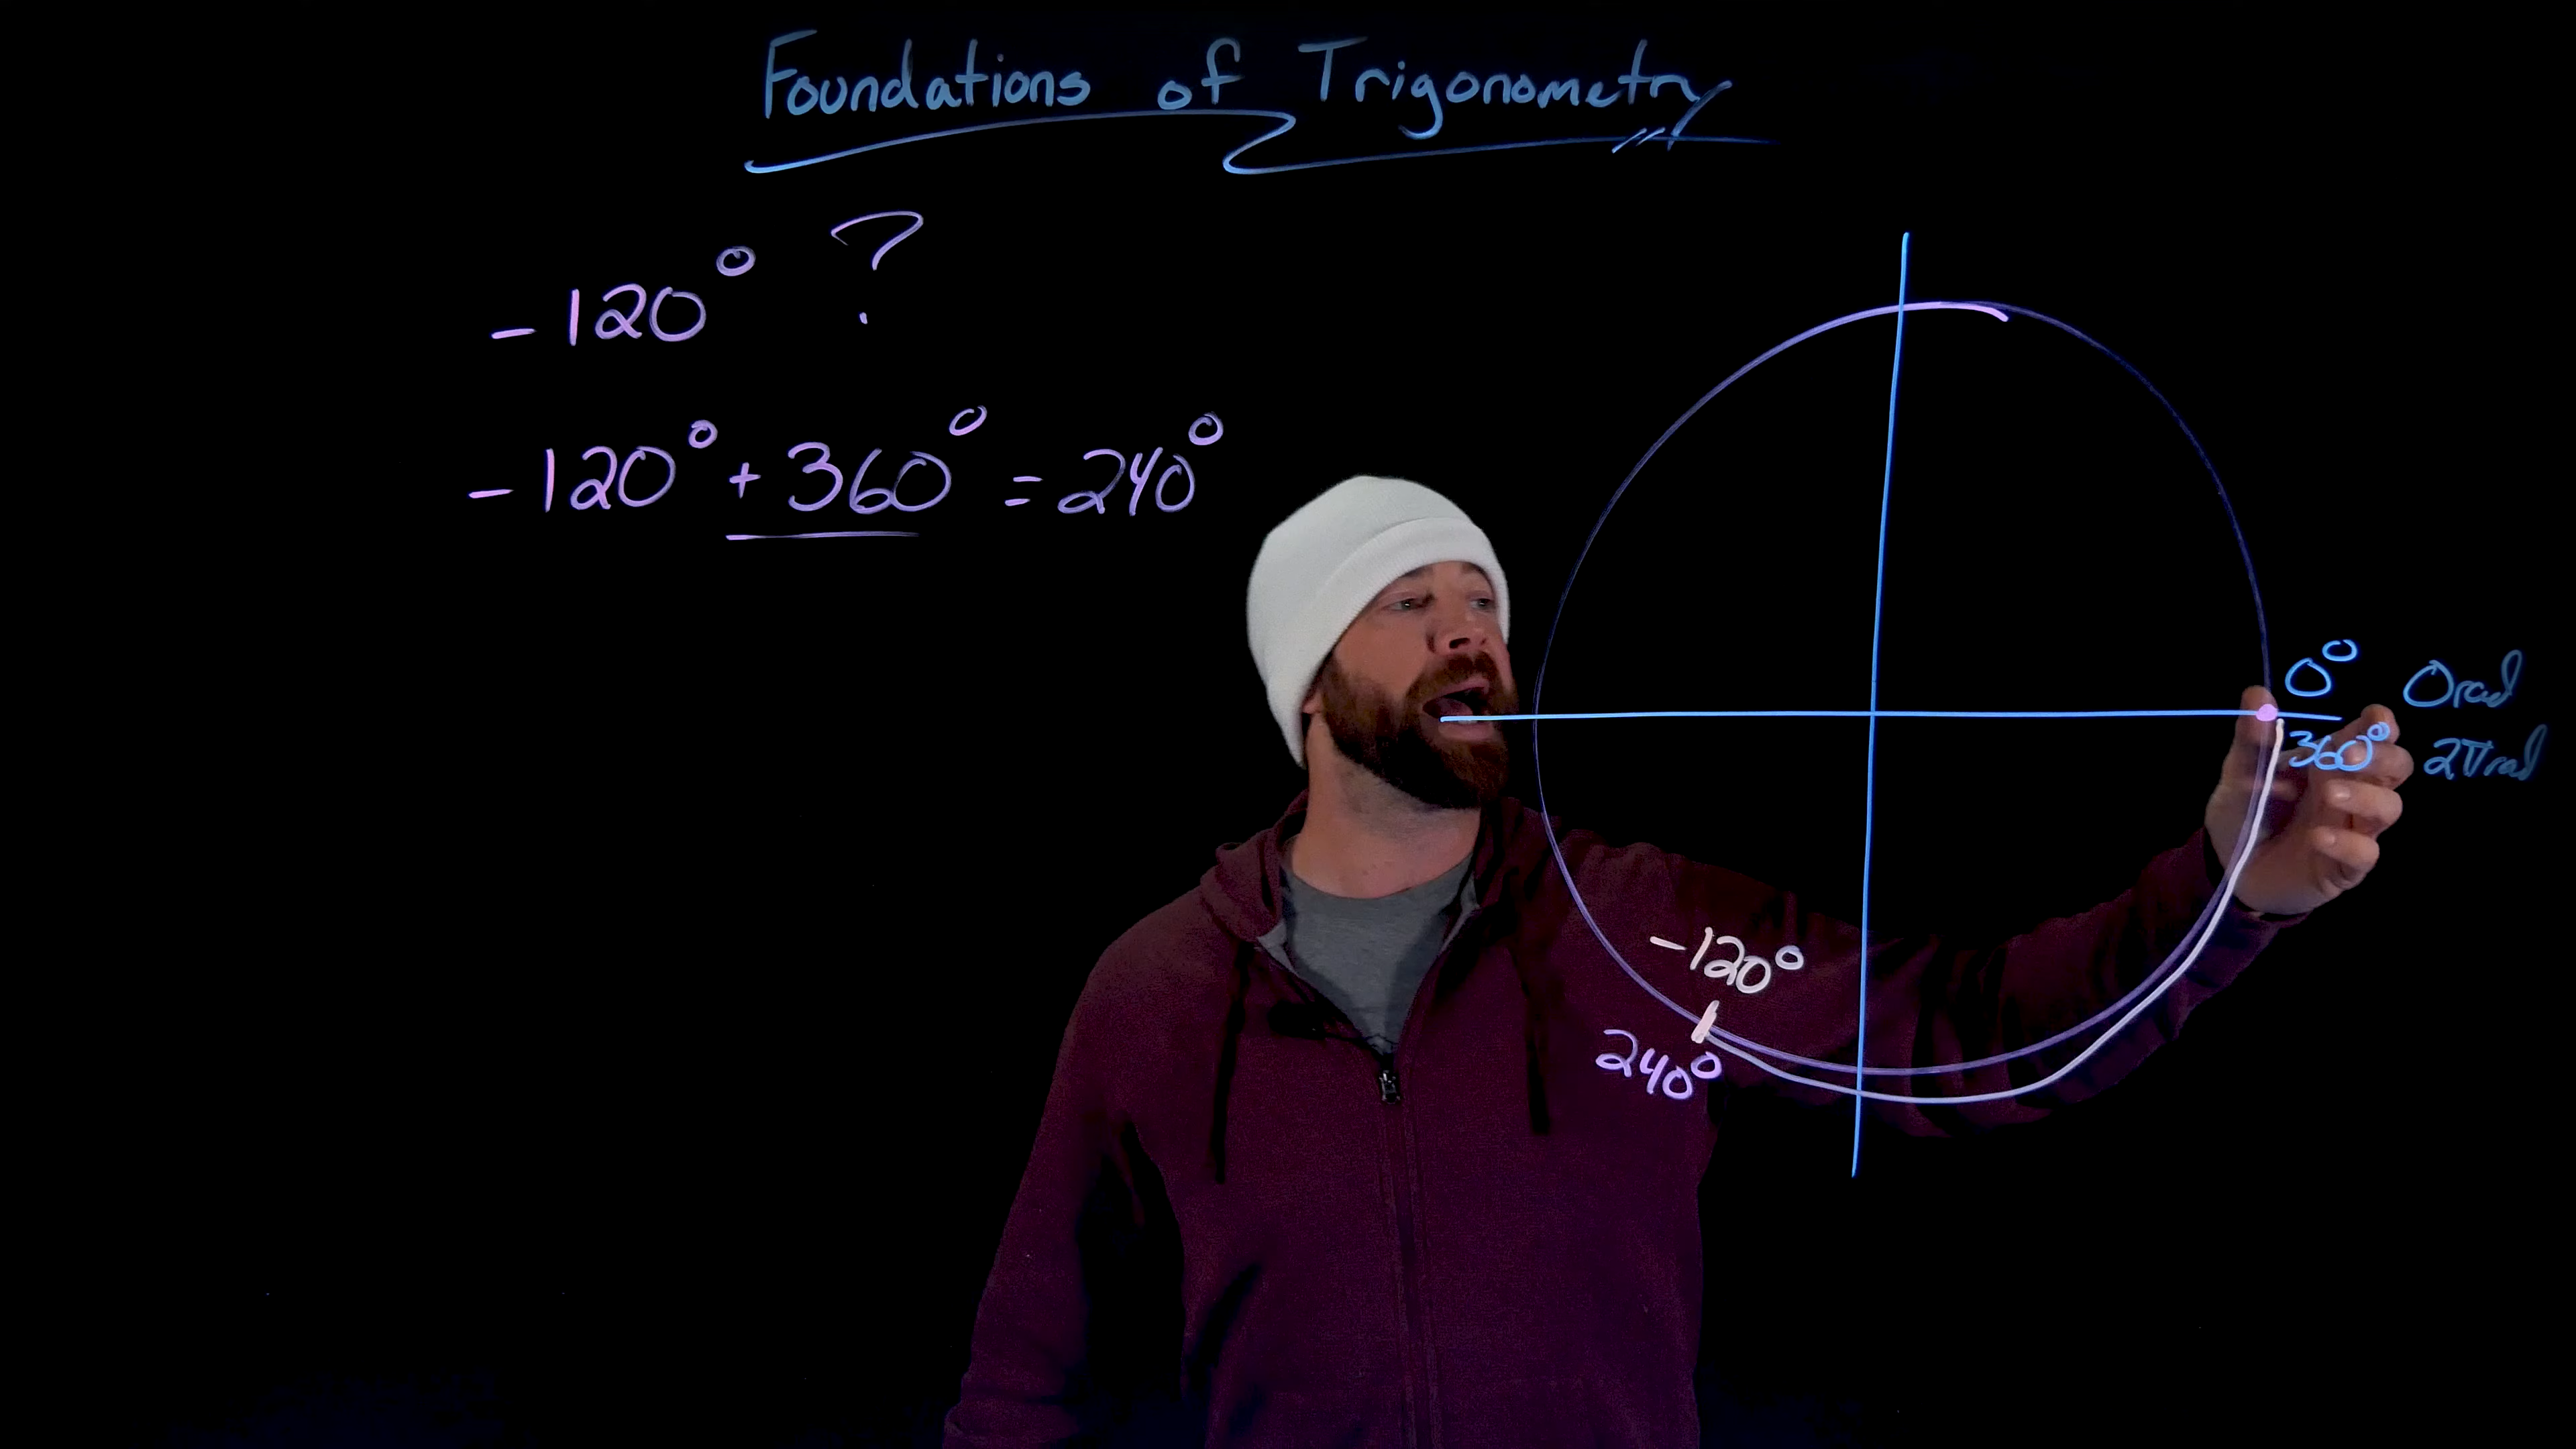 Foundations of Trigonometry
-120° ?
-120° + 360° = 240°
0° 0rad
360° 2πrad
-120°
240°